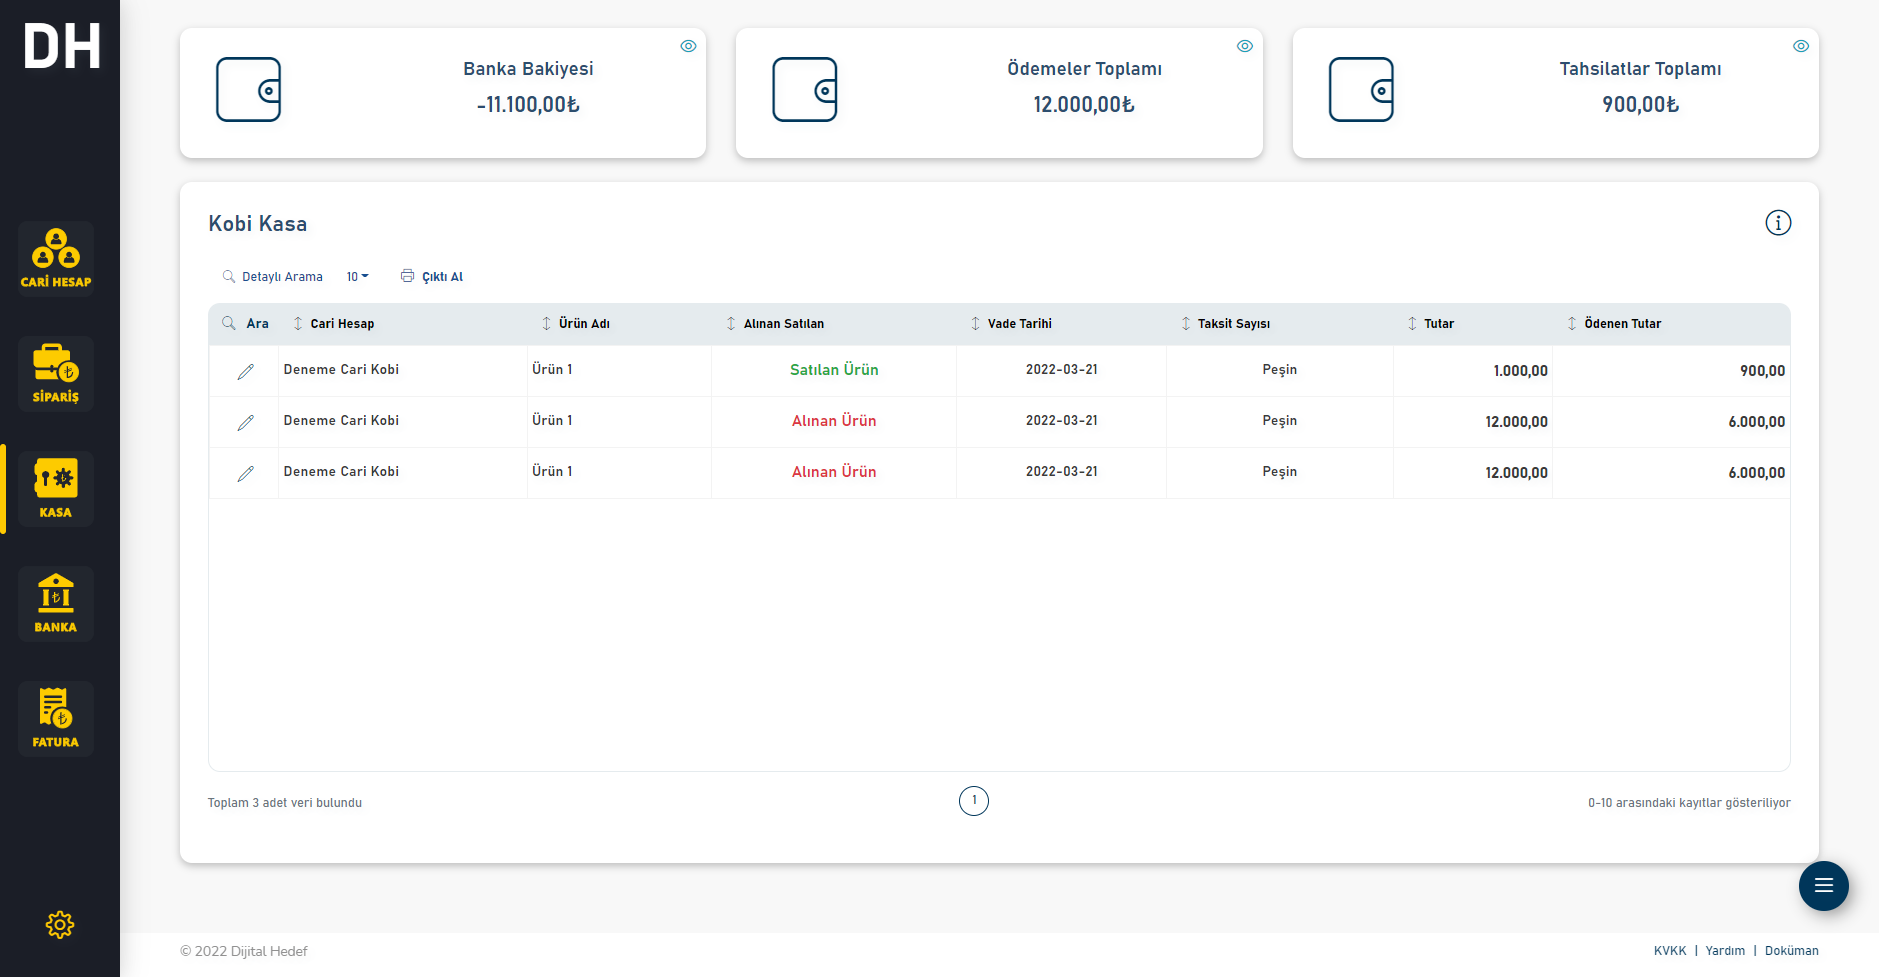 DH
CARİ HESAP
SİPARİŞ
KASA
BANKA
FATURA
Banka Bakiyesi
-11.100,00₺
Ödemeler Toplamı
12.000,00₺
Tahsilatlar Toplamı
900,00₺
Kobi Kasa
Detaylı Arama 10 Çıktı Al
Ara Cari Hesap Ürün Adı Alınan Satılan Vade Tarihi Taksit Sayısı Tutar Ödenen Tutar
Deneme Cari Kobi Ürün 1 Satılan Ürün 2022-03-21 Peşin 1.000,00 900,00
Deneme Cari Kobi Ürün 1 Alınan Ürün 2022-03-21 Peşin 12.000,00 6.000,00
Deneme Cari Kobi Ürün 1 Alınan Ürün 2022-03-21 Peşin 12.000,00 6.000,00
Toplam 3 adet veri bulundu 1 0-10 arasındaki kayıtlar gösteriliyor
© 2022 Dijital Hedef KVKK | Yardım | Doküman